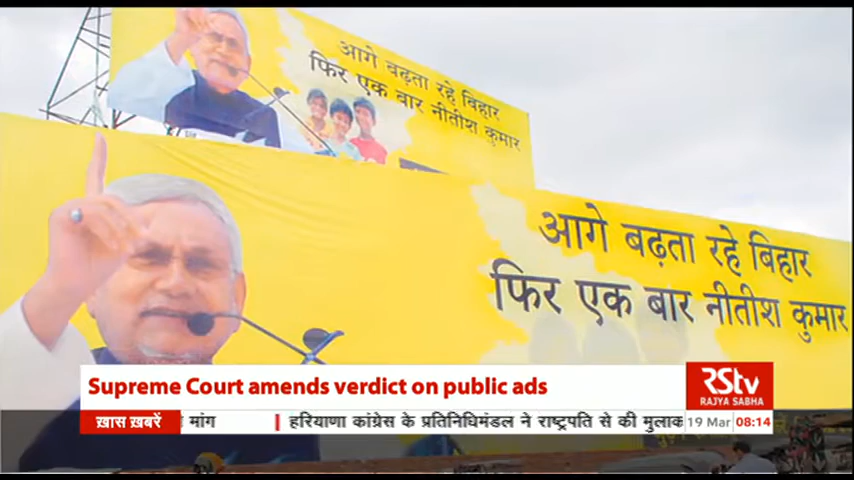 आगे बढ़ता रहे बिहार
फिर एक बार नीतीश कुमार
आगे बढ़ता रहे बिहार
फिर एक बार नीतीश कुमार
Supreme Court amends verdict on public ads
RSTV
RAJYA SABHA
ख़ास ख़बरें
मांग
हरियाणा कांग्रेस के प्रतिनिधिमंडल ने राष्ट्रपति से की मुलाक
19 Mar 08:14